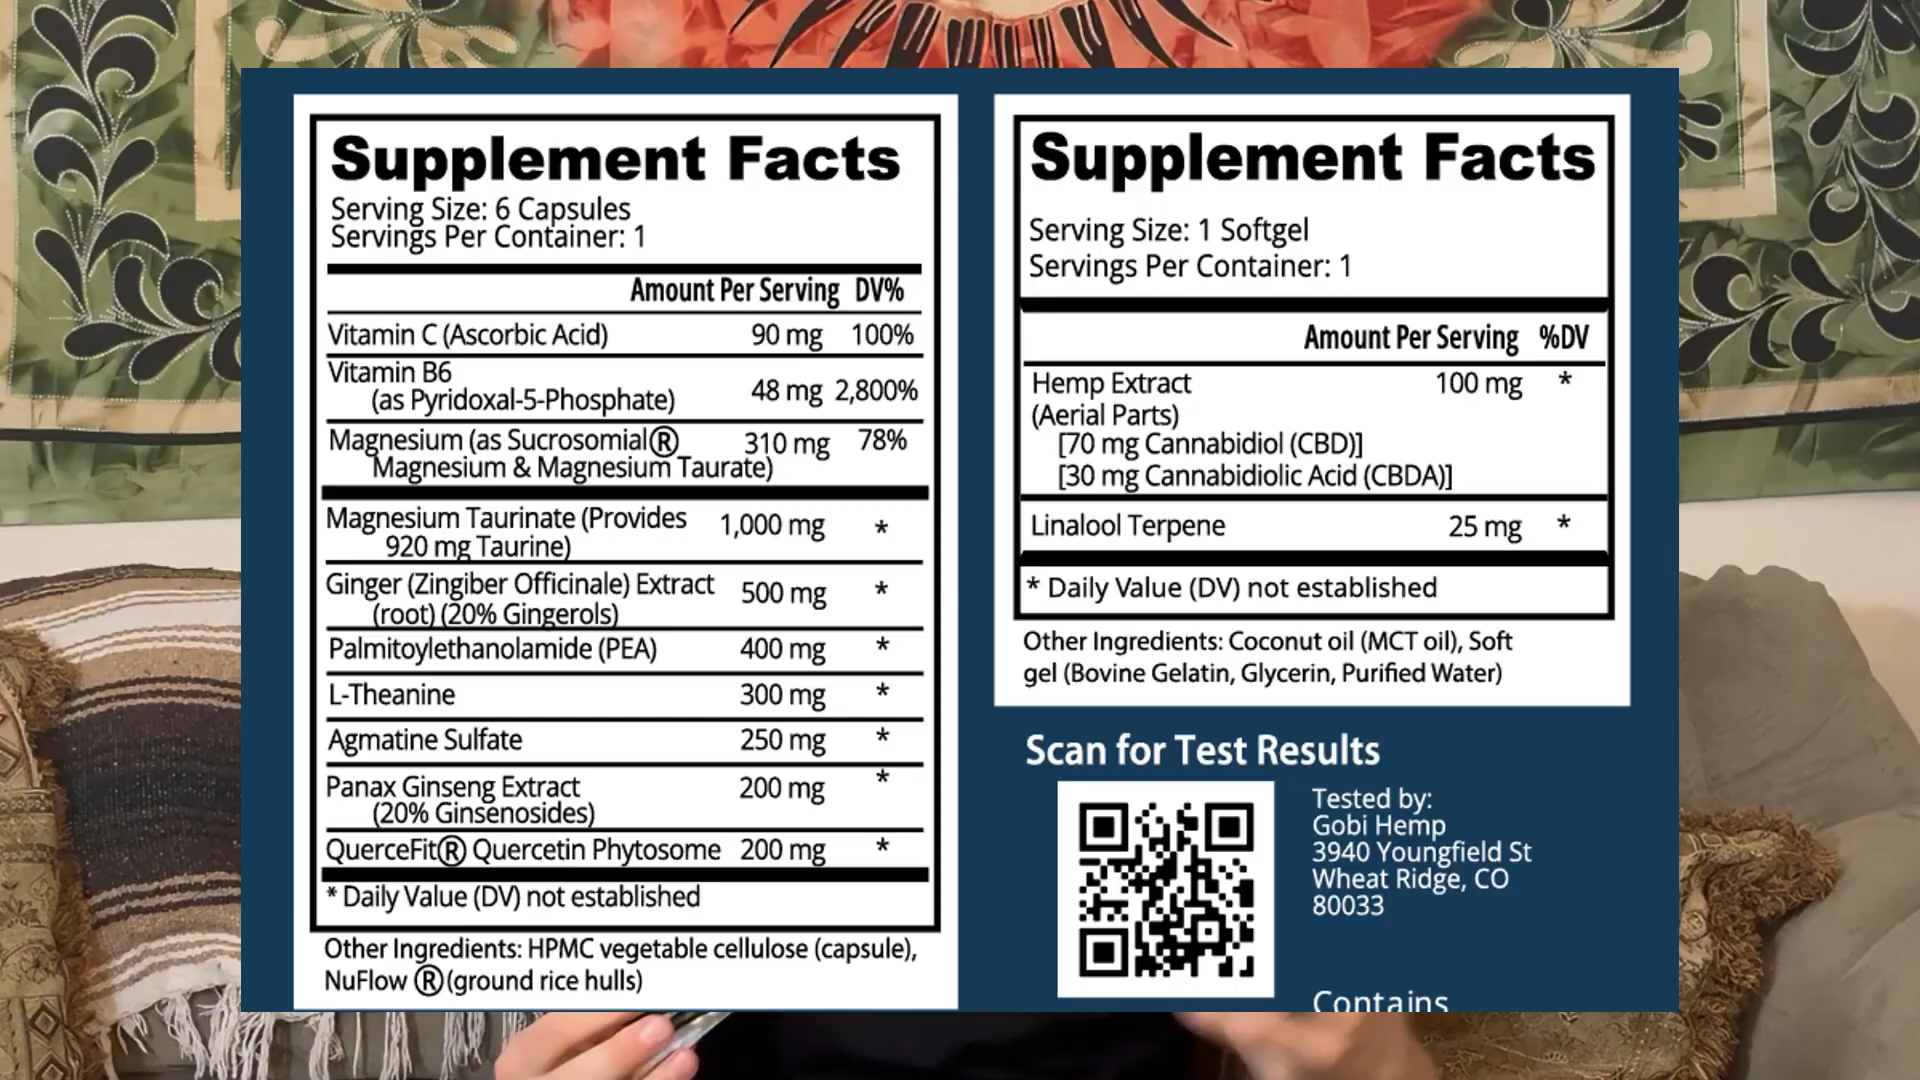 Supplement Facts
Serving Size: 6 Capsules
Servings Per Container: 1
Amount Per Serving DV%
Vitamin C (Ascorbic Acid) 90 mg 100%
Vitamin B6
(as Pyridoxal-5-Phosphate) 48 mg 2,800%
Magnesium (as Sucrosomial® 310 mg 78%
Magnesium & Magnesium Taurate)
Magnesium Taurinate (Provides 1,000 mg *
920 mg Taurine)
Ginger (Zingiber Officinale) Extract 500 mg *
(root) (20% Gingerols)
Palmitoylethanolamide (PEA) 400 mg *
L-Theanine 300 mg *
Agmatine Sulfate 250 mg *
Panax Ginseng Extract 200 mg *
(20% Ginsenosides)
QuerceFit® Quercetin Phytosome 200 mg *
* Daily Value (DV) not established
Other Ingredients: HPMC vegetable cellulose (capsule),
NuFlow ® (ground rice hulls)
Supplement Facts
Serving Size: 1 Softgel
Servings Per Container: 1
Amount Per Serving %DV
Hemp Extract 100 mg *
(Aerial Parts)
[70 mg Cannabidiol (CBD)]
[30 mg Cannabidiolic Acid (CBDA)]
Linalool Terpene 25 mg *
* Daily Value (DV) not established
Other Ingredients: Coconut oil (MCT oil), Soft
gel (Bovine Gelatin, Glycerin, Purified Water)
Scan for Test Results
Tested by:
Gobi Hemp
3940 Youngfield St
Wheat Ridge, CO
80033
Contains